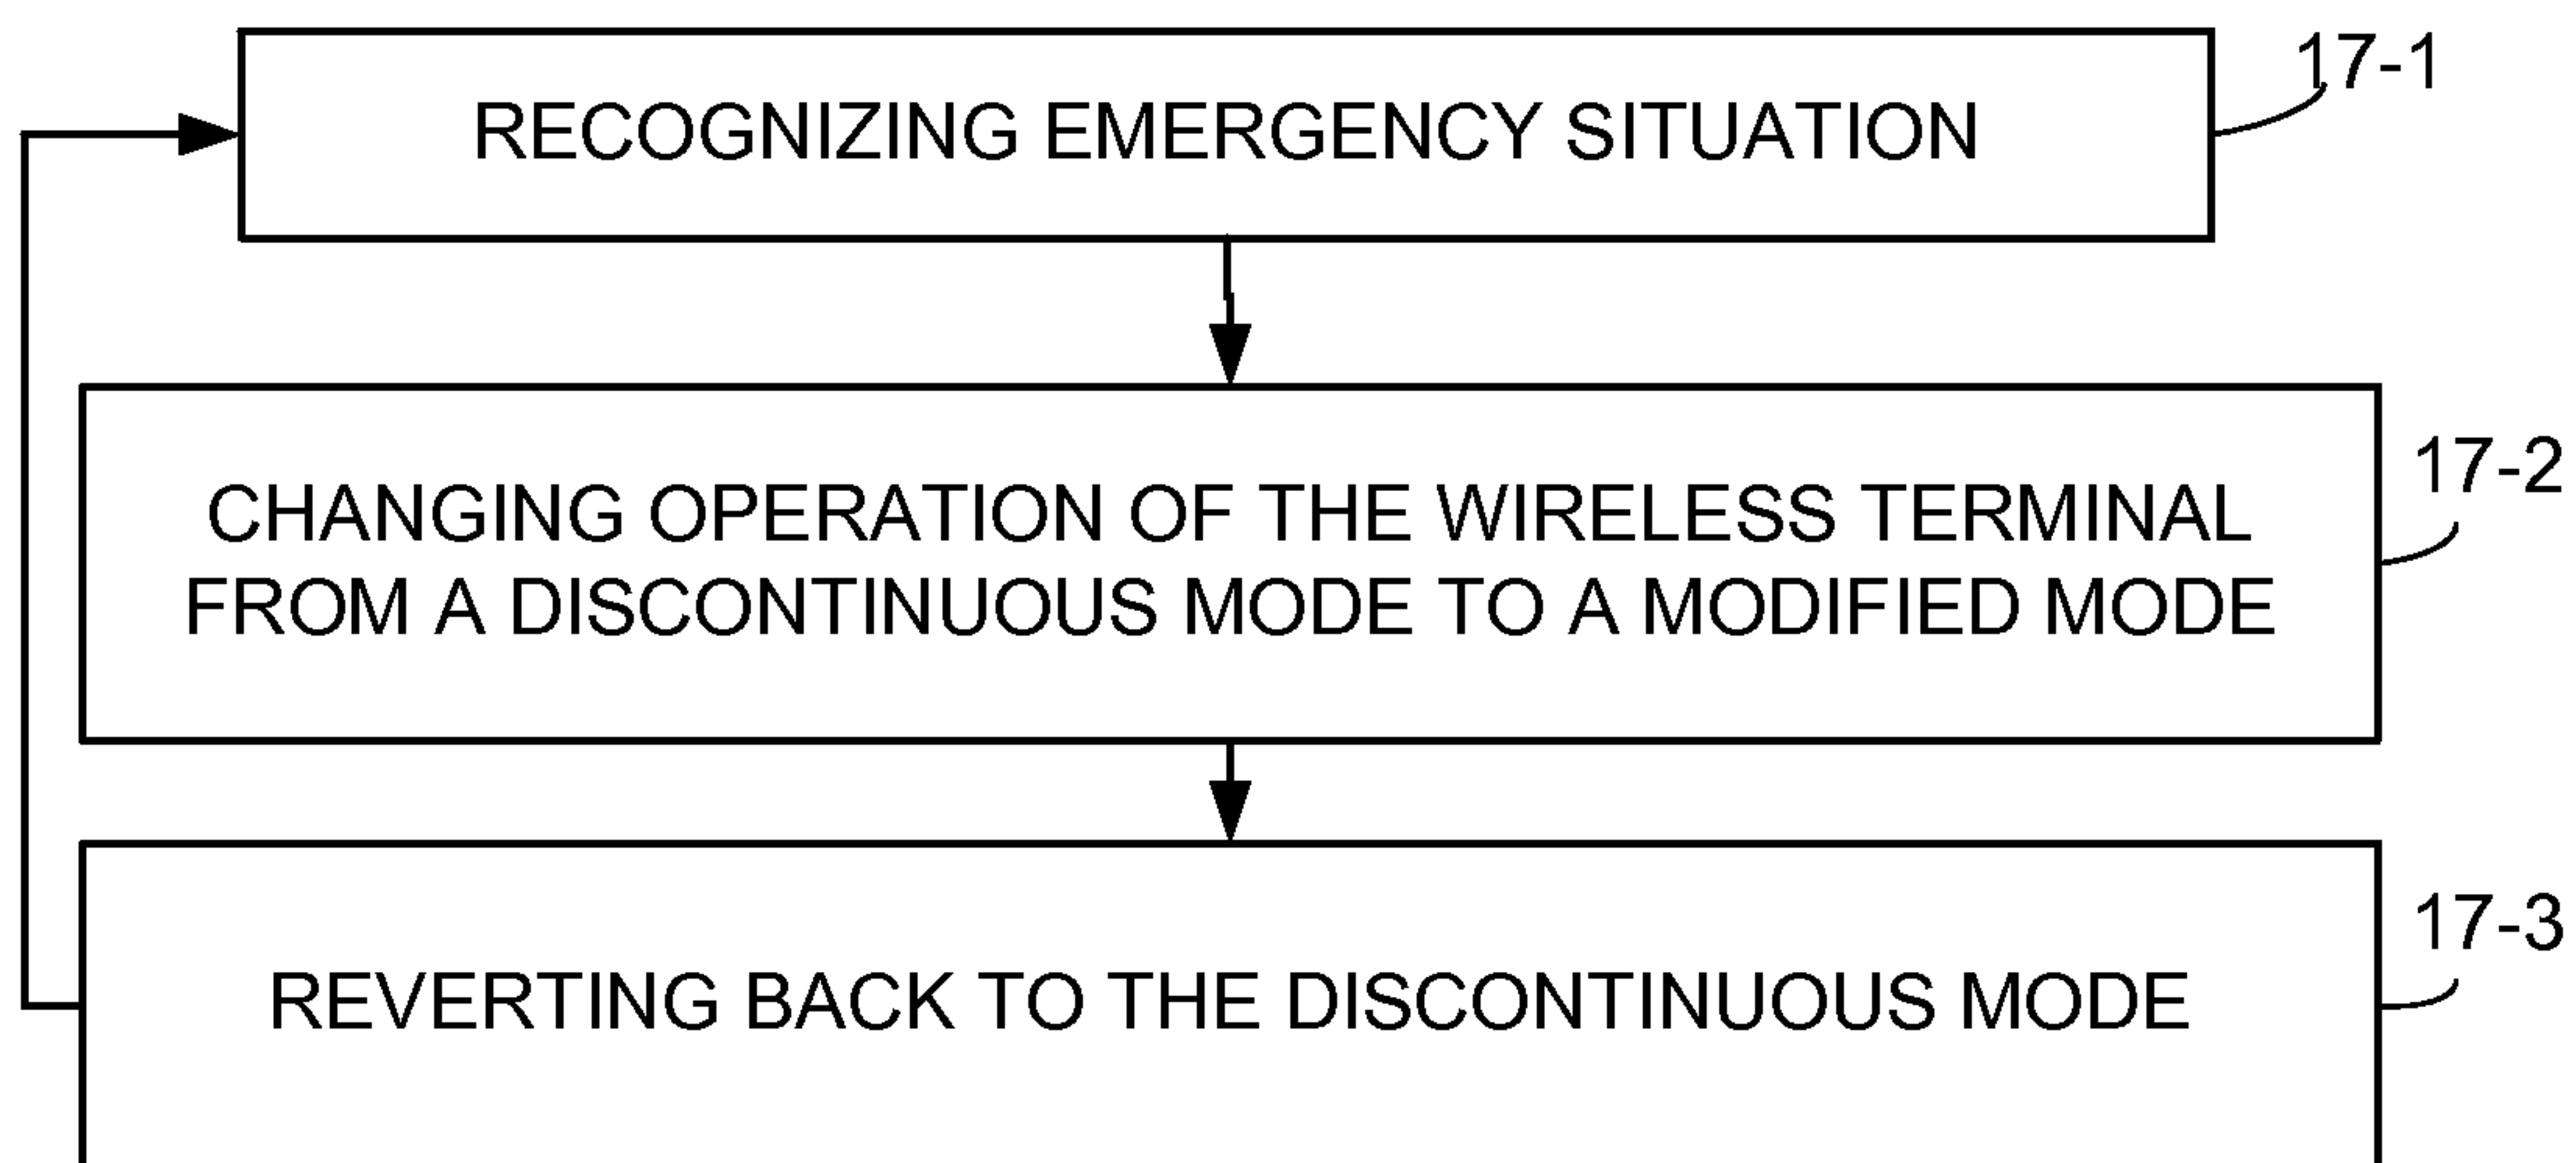 RECOGNIZING EMERGENCY SITUATION
17-1
CHANGING OPERATION OF THE WIRELESS TERMINAL
FROM A DISCONTINUOUS MODE TO A MODIFIED MODE
17-2
REVERTING BACK TO THE DISCONTINUOUS MODE
17-3